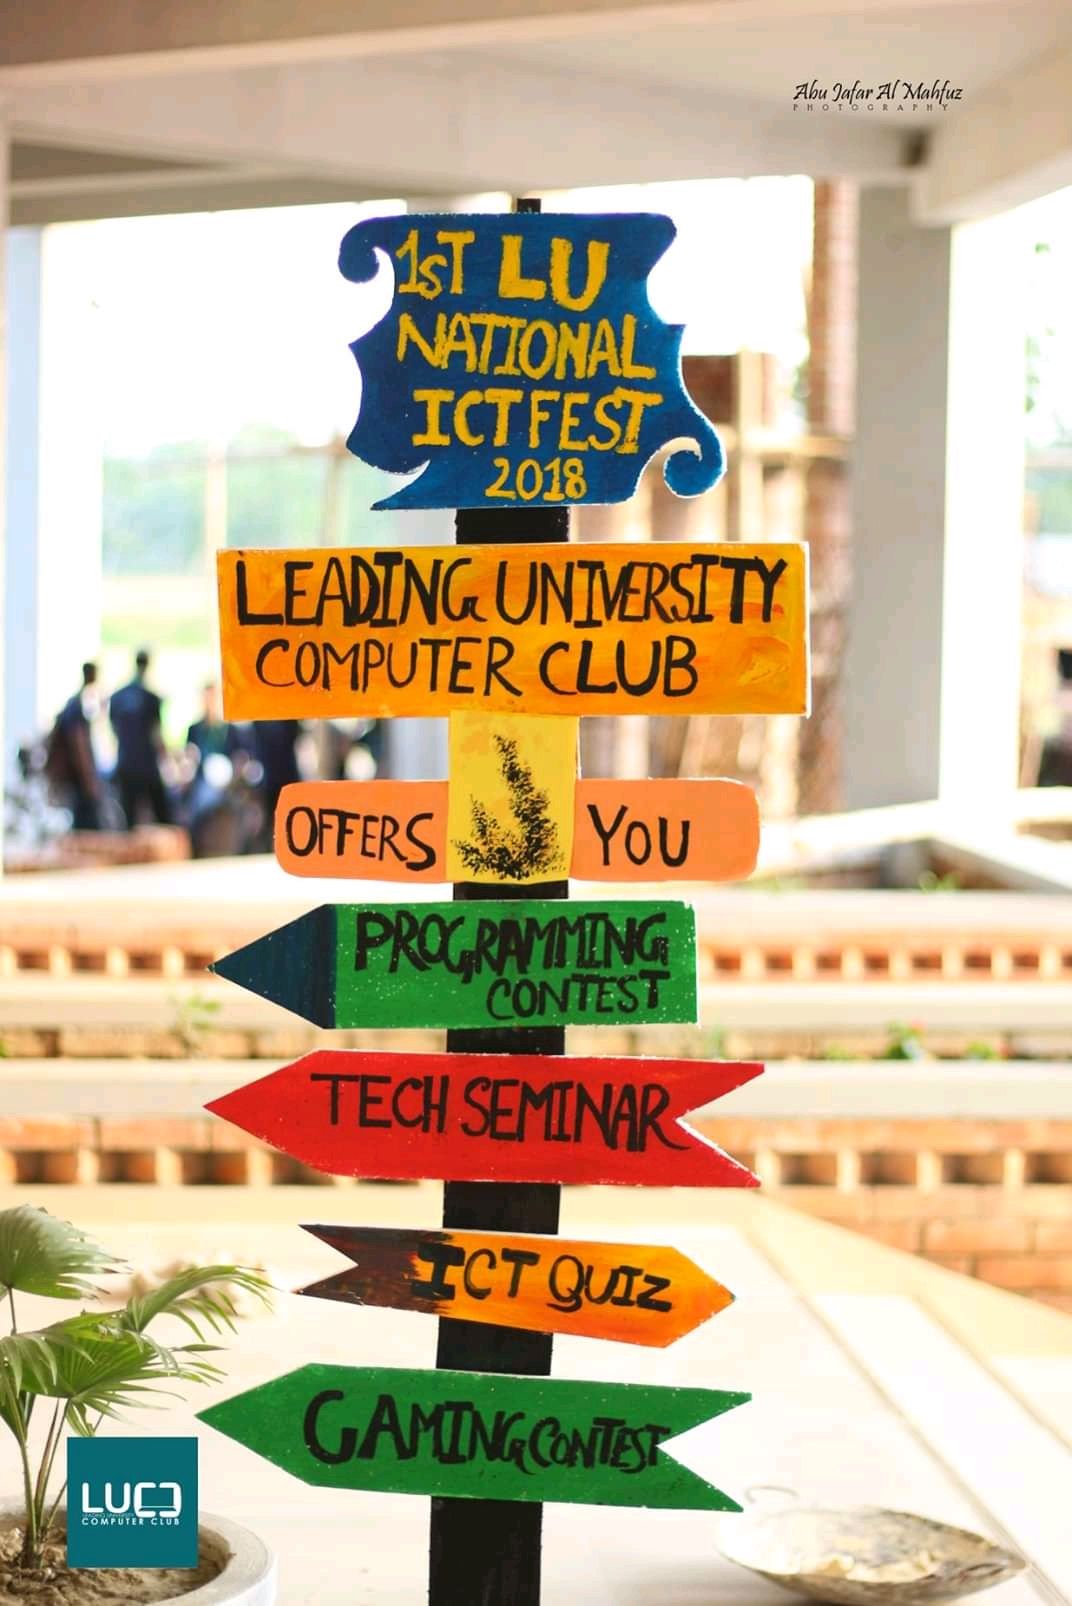 Abu Jafar Al Mahfuz
PHOTOGRAPHY
1ST LU
NATIONAL
ICT FEST
2018
LEADING UNIVERSITY
COMPUTER CLUB
OFFERS YOU
PROGRAMMING
CONTEST
TECH SEMINAR
ICT QUIZ
GAMING CONTEST
LUCC
LEADING UNIVERSITY
COMPUTER CLUB